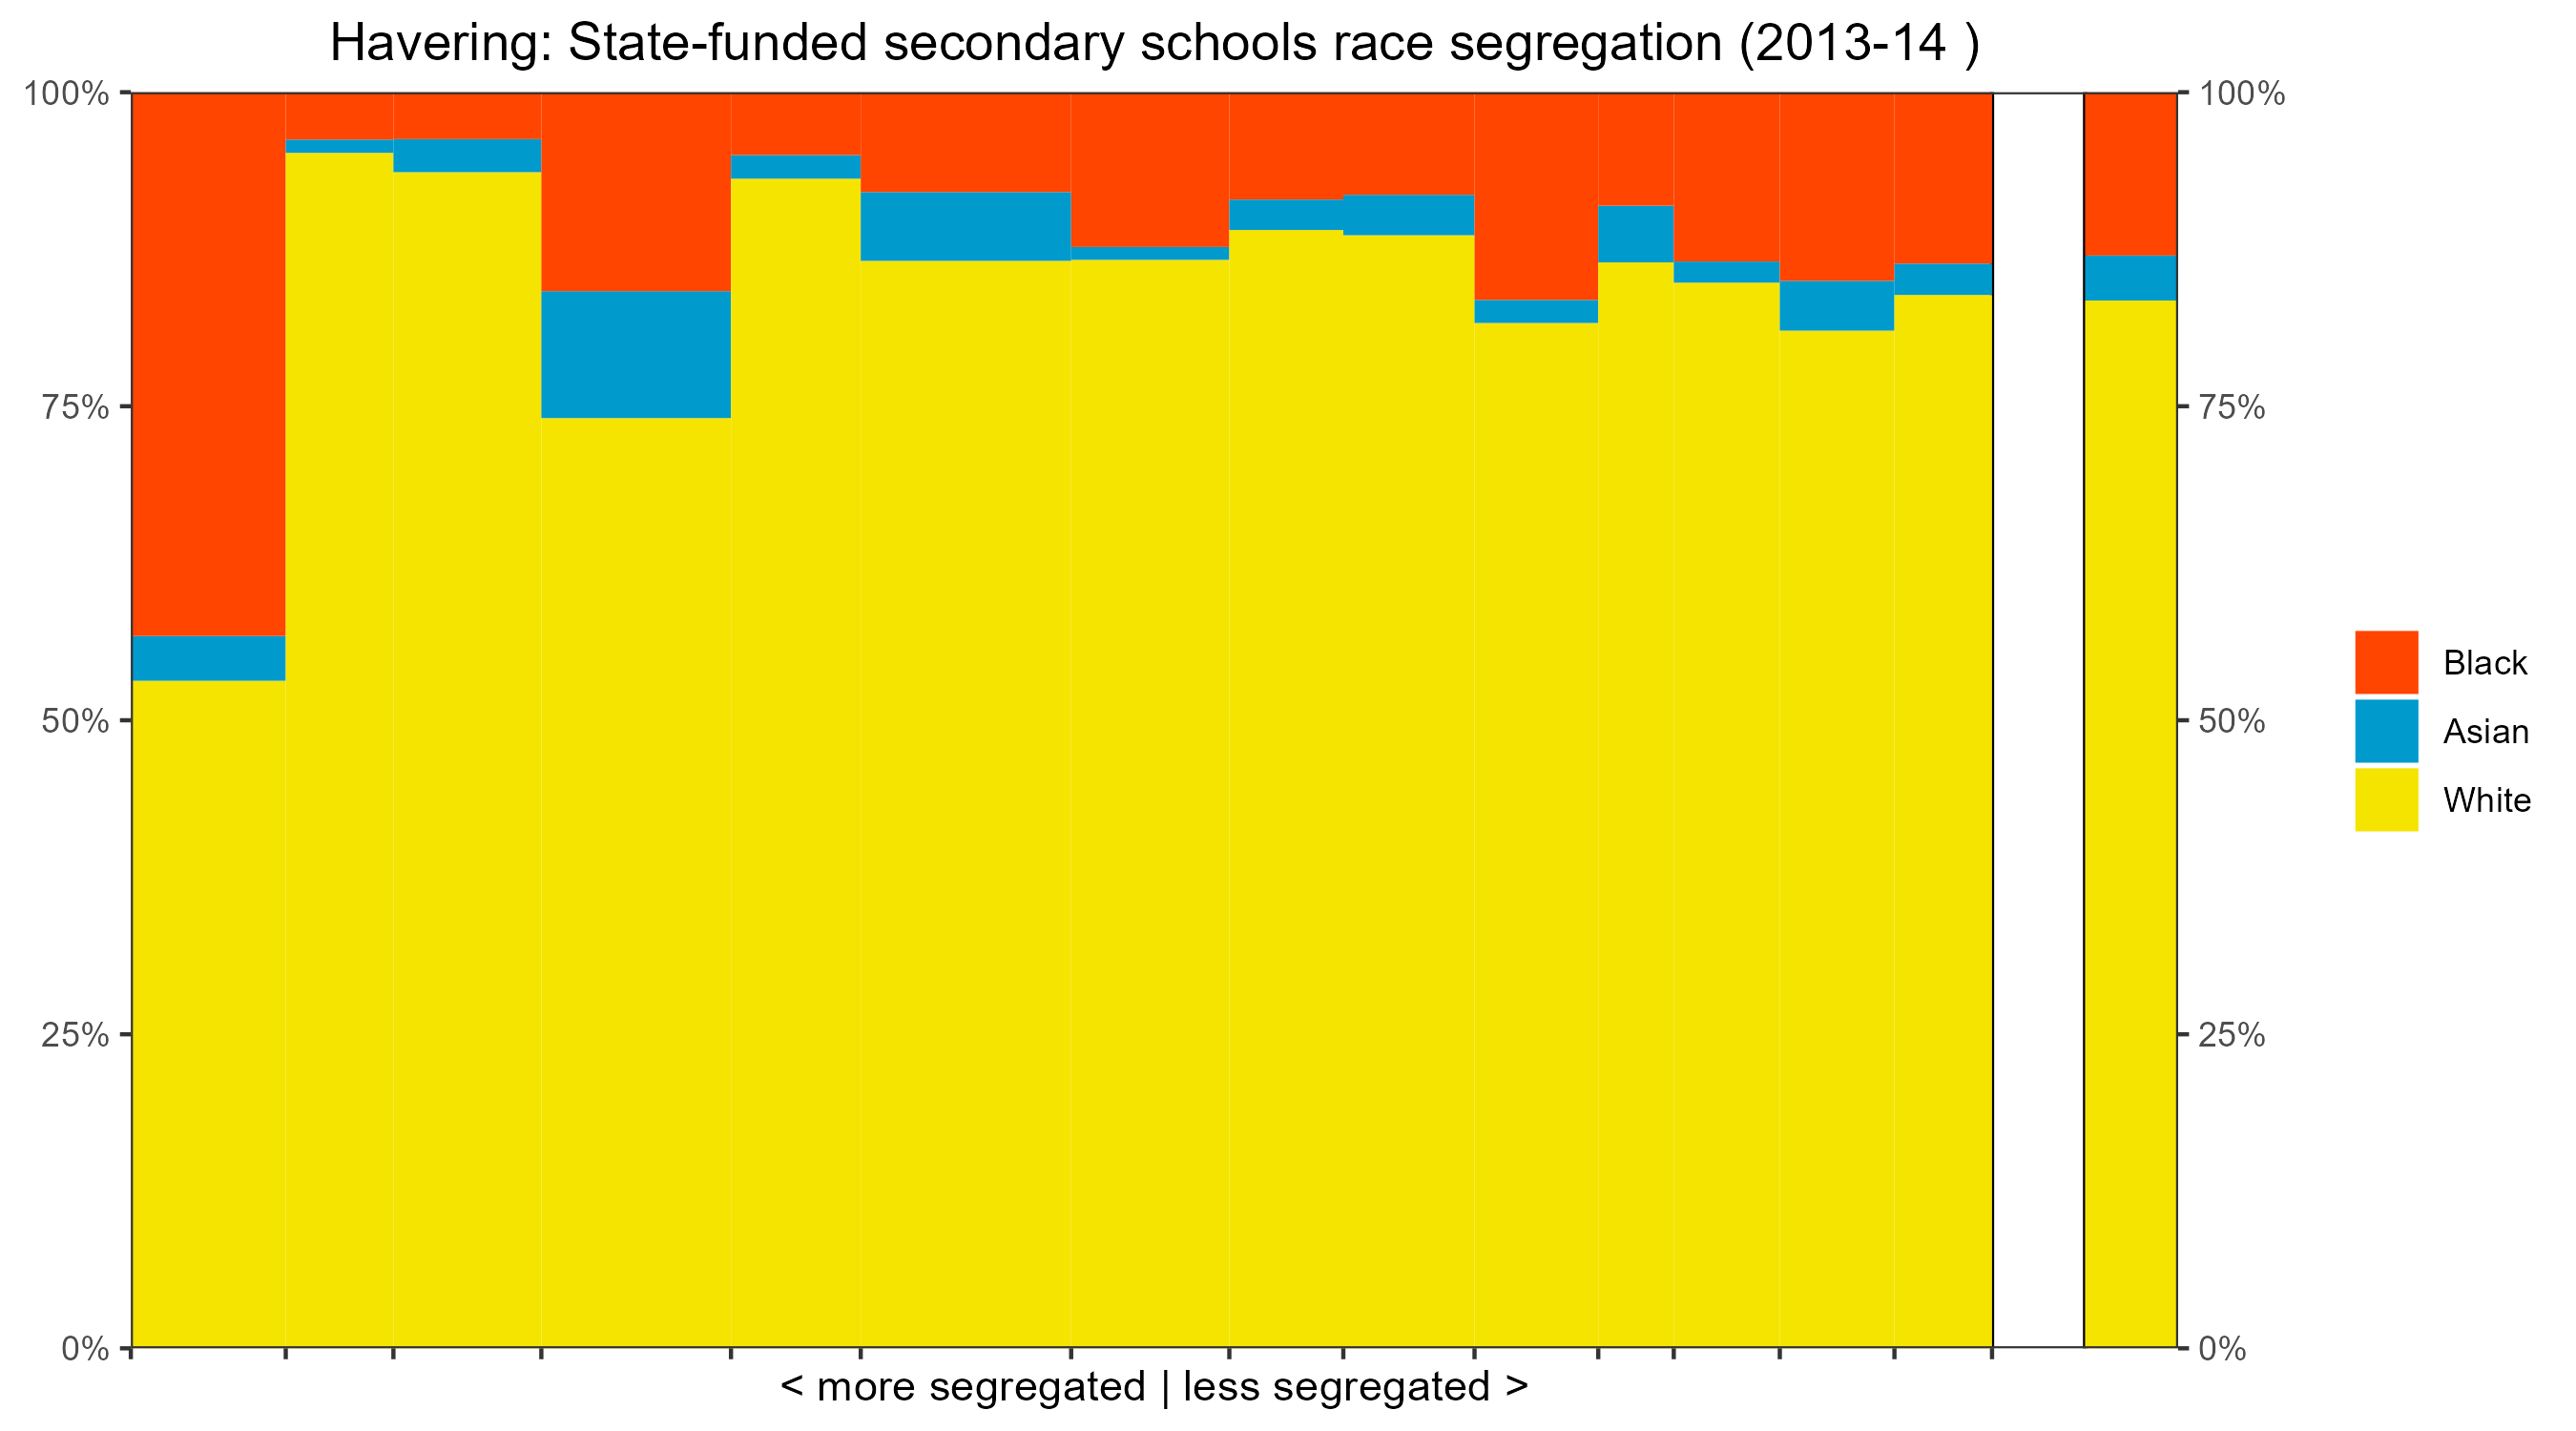 Havering: State-funded secondary schools race segregation (2013-14 )
100%
75%
50%
25%
0%
100%
75%
50%
25%
0%
Black
Asian
White
< more segregated | less segregated >